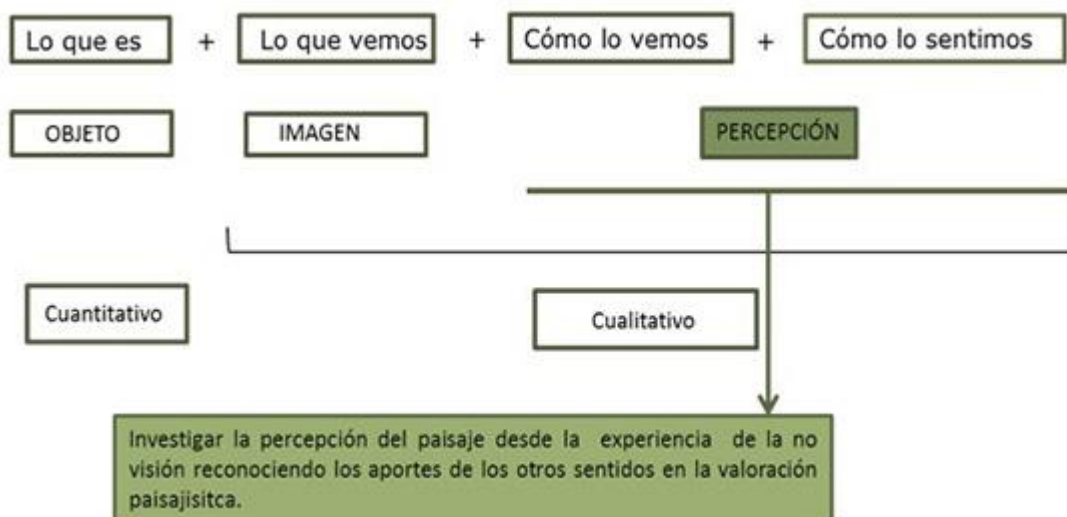 Lo que es + Lo que vemos + Cómo lo vemos + Cómo lo sentimos
OBJETO IMAGEN PERCEPCIÓN
Cuantitativo Cualitativo
Investigar la percepción del paisaje desde la experiencia de la no
visión reconociendo los aportes de los otros sentidos en la valoración
paisajisitca.